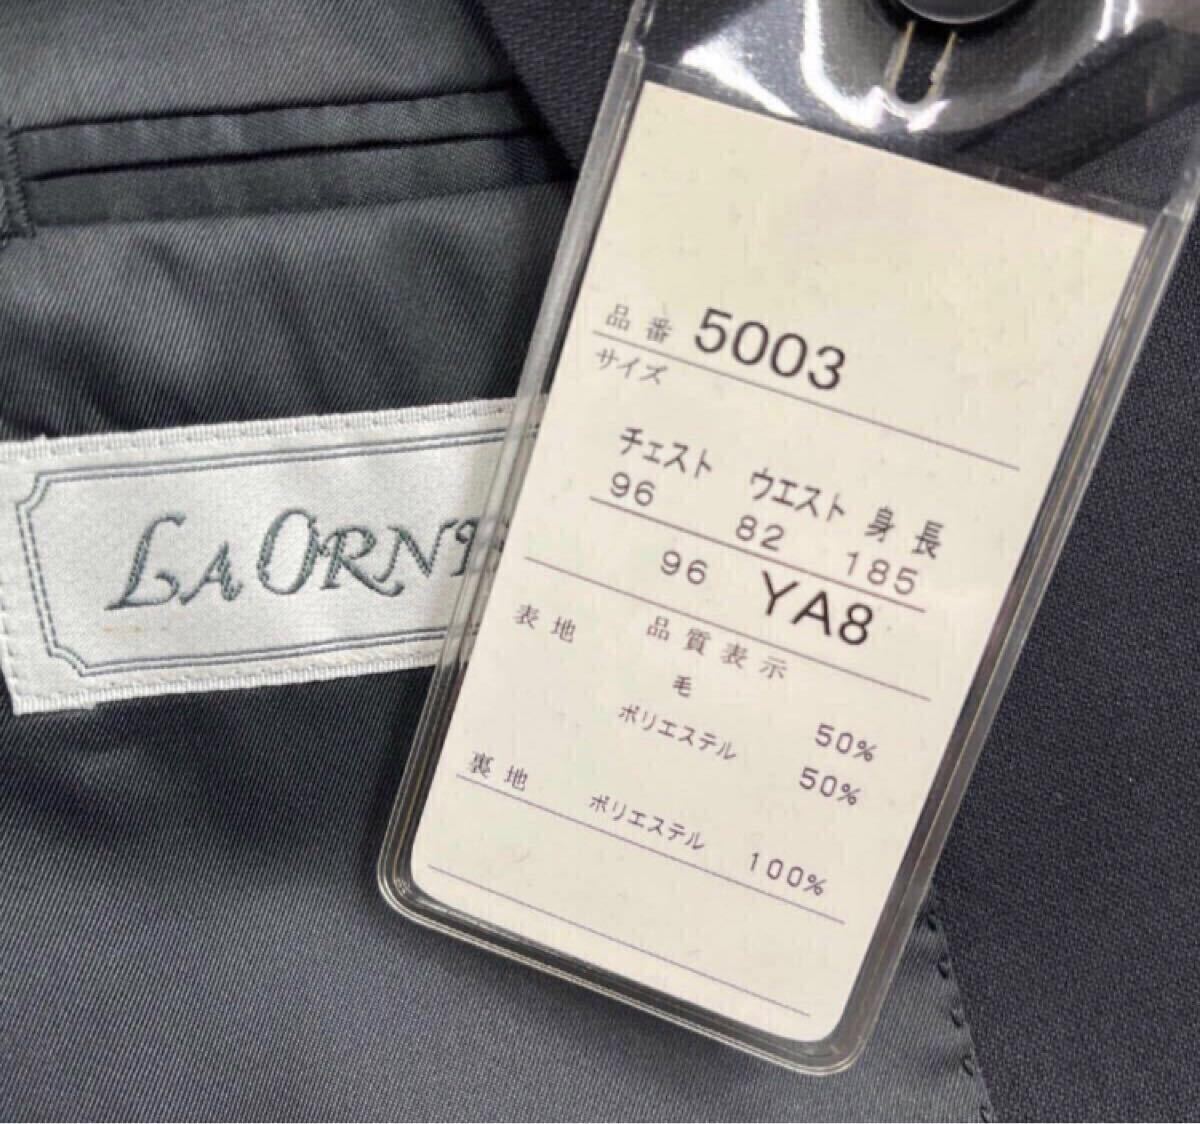 品番 5003
サイズ
チェスト ウエスト 身長
96 82 185
96 YA8
品質表示
表地
毛 50%
ポリエステル 50%
裏地
ポリエステル 100%
LA ORN